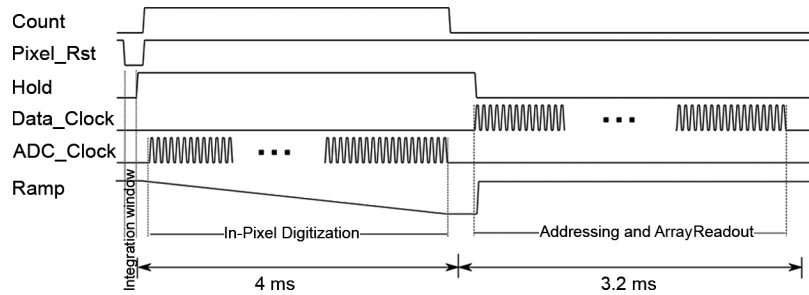 Count
Pixel_Rst
Hold
Data_Clock
ADC_Clock
Ramp
Integration window
In-Pixel Digitization
Addressing and ArrayReadout
4 ms
3.2 ms